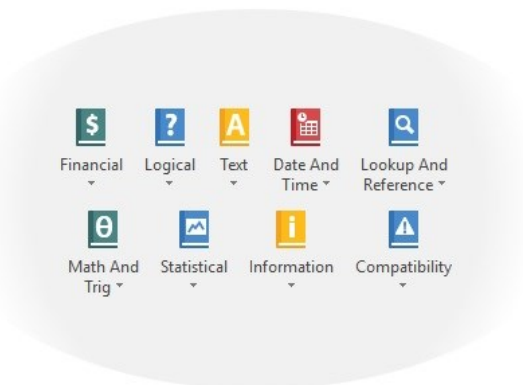 Financial
Logical
Text
Date And
Time
Lookup And
Reference
Math And
Trig
Statistical
Information
Compatibility